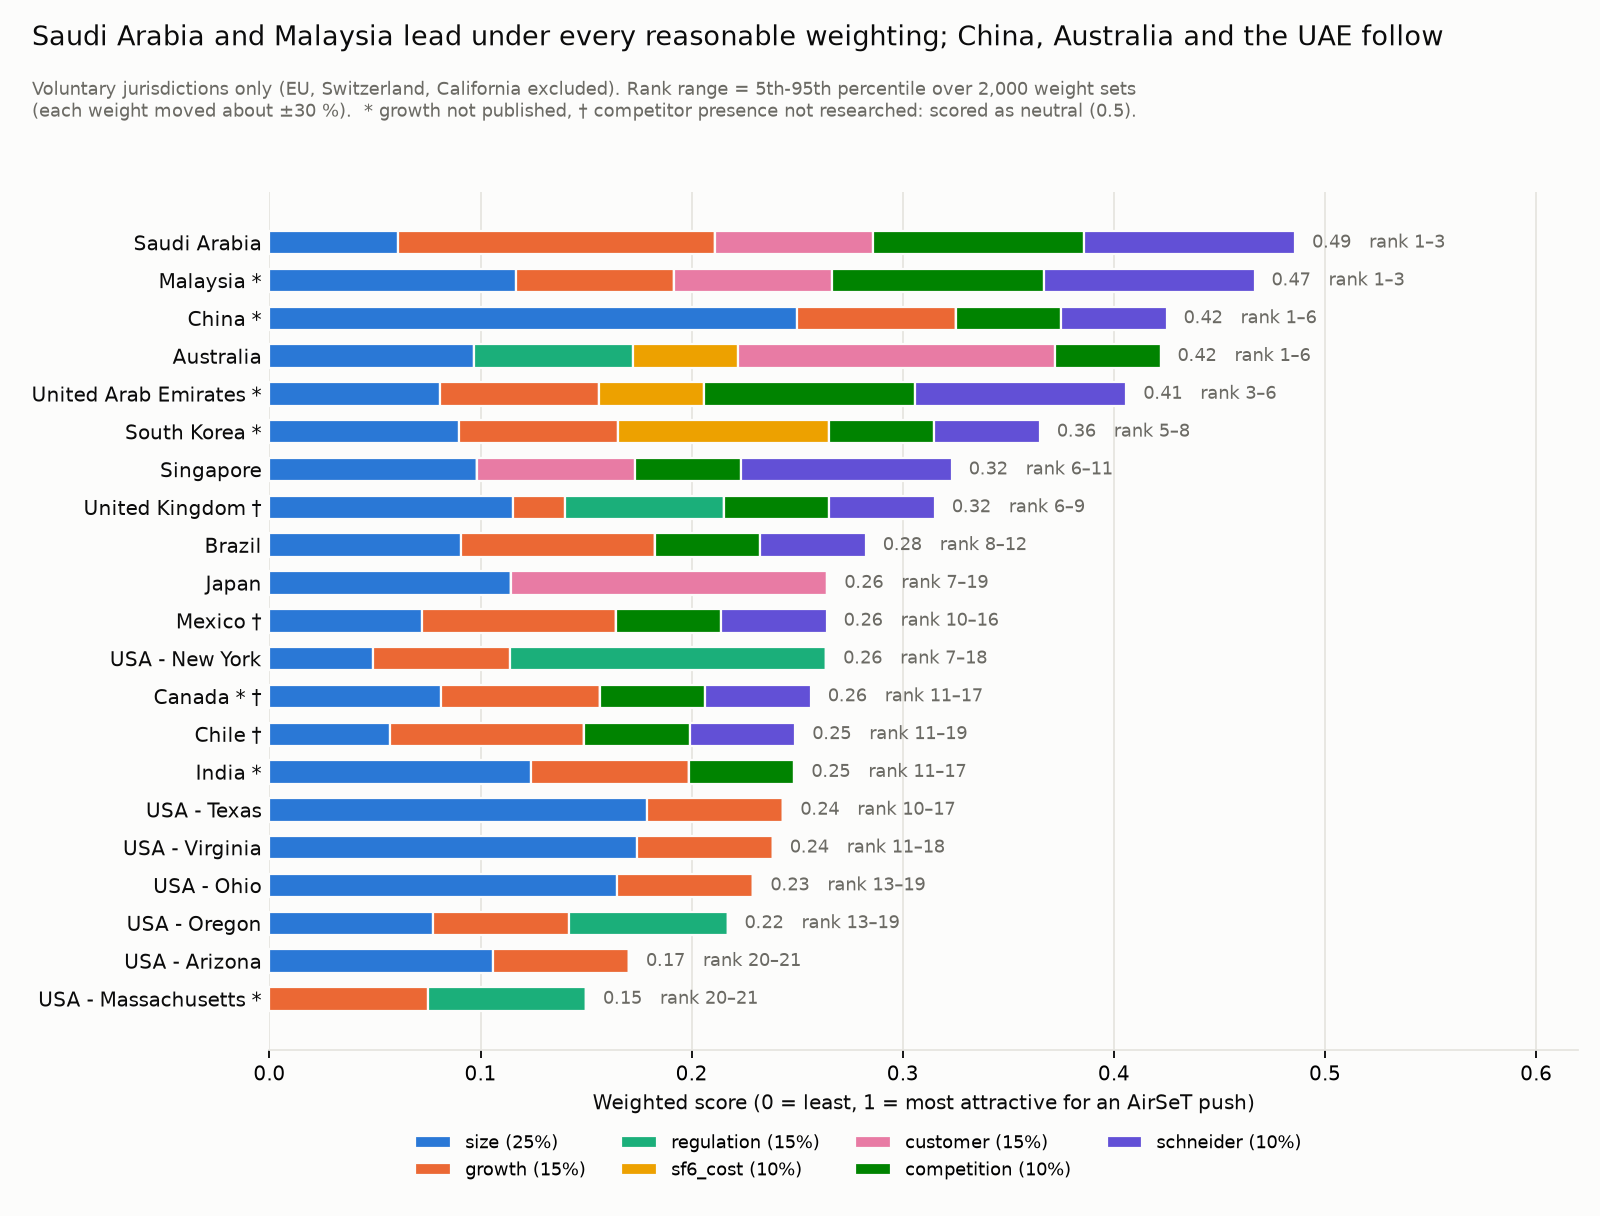 Saudi Arabia and Malaysia lead under every reasonable weighting; China, Australia and the UAE follow
Voluntary jurisdictions only (EU, Switzerland, California excluded). Rank range = 5th-95th percentile over 2,000 weight sets
(each weight moved about ±30 %).  * growth not published, † competitor presence not researched: scored as neutral (0.5).
Saudi Arabia 0.49 rank 1–3
Malaysia * 0.47 rank 1–3
China * 0.42 rank 1–6
Australia 0.42 rank 1–6
United Arab Emirates * 0.41 rank 3–6
South Korea * 0.36 rank 5–8
Singapore 0.32 rank 6–11
United Kingdom † 0.32 rank 6–9
Brazil 0.28 rank 8–12
Japan 0.26 rank 7–19
Mexico † 0.26 rank 10–16
USA - New York 0.26 rank 7–18
Canada * † 0.26 rank 11–17
Chile † 0.25 rank 11–19
India * 0.25 rank 11–17
USA - Texas 0.24 rank 10–17
USA - Virginia 0.24 rank 11–18
USA - Ohio 0.23 rank 13–19
USA - Oregon 0.22 rank 13–19
USA - Arizona 0.17 rank 20–21
USA - Massachusetts * 0.15 rank 20–21
0.0 0.1 0.2 0.3 0.4 0.5 0.6
Weighted score (0 = least, 1 = most attractive for an AirSeT push)
size (25%) regulation (15%) customer (15%) schneider (10%)
growth (15%) sf6_cost (10%) competition (10%)